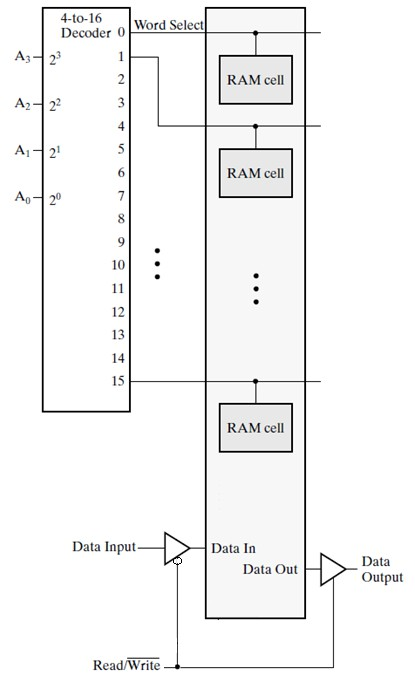 4-to-16
Decoder
0
Word Select
A₃
2³
1
2
RAM cell
A₂
2²
3
4
A₁
2¹
5
6
RAM cell
A₀
2⁰
7
8
9
10
11
12
13
14
15
RAM cell
Data Input
Data In
Data Out
Data
Output
Read/W̅r̅i̅t̅e̅